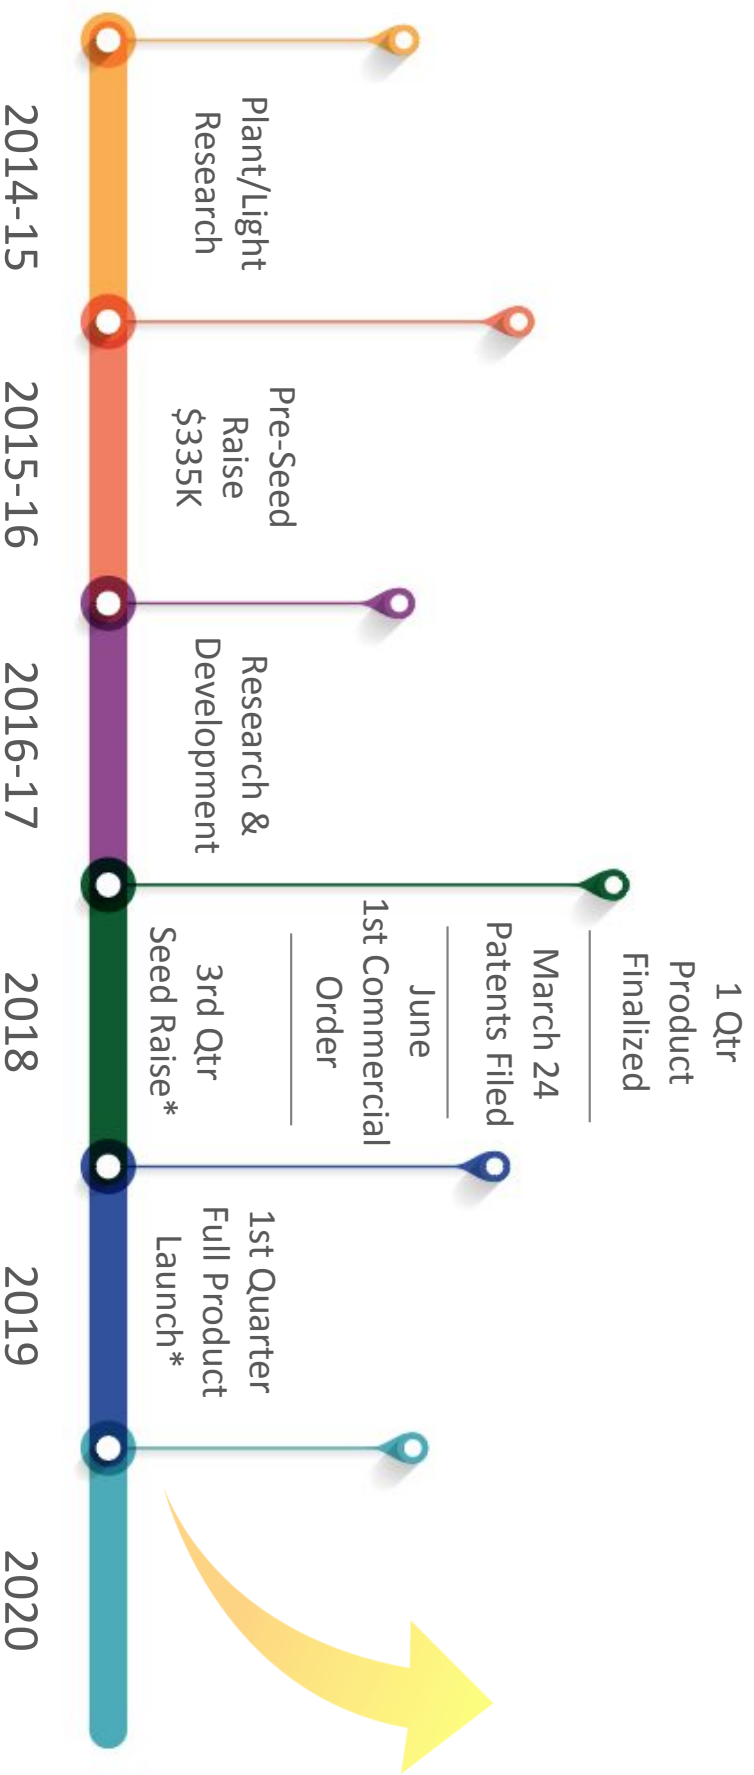 Plant/Light
Research
2014-15
Pre-Seed
Raise
$335K
2015-16
Research &
Development
2016-17
1 Qtr
Product
Finalized
March 24
Patents Filed
June
1st Commercial
Order
3rd Qtr
Seed Raise*
2018
1st Quarter
Full Product
Launch*
2019
2020